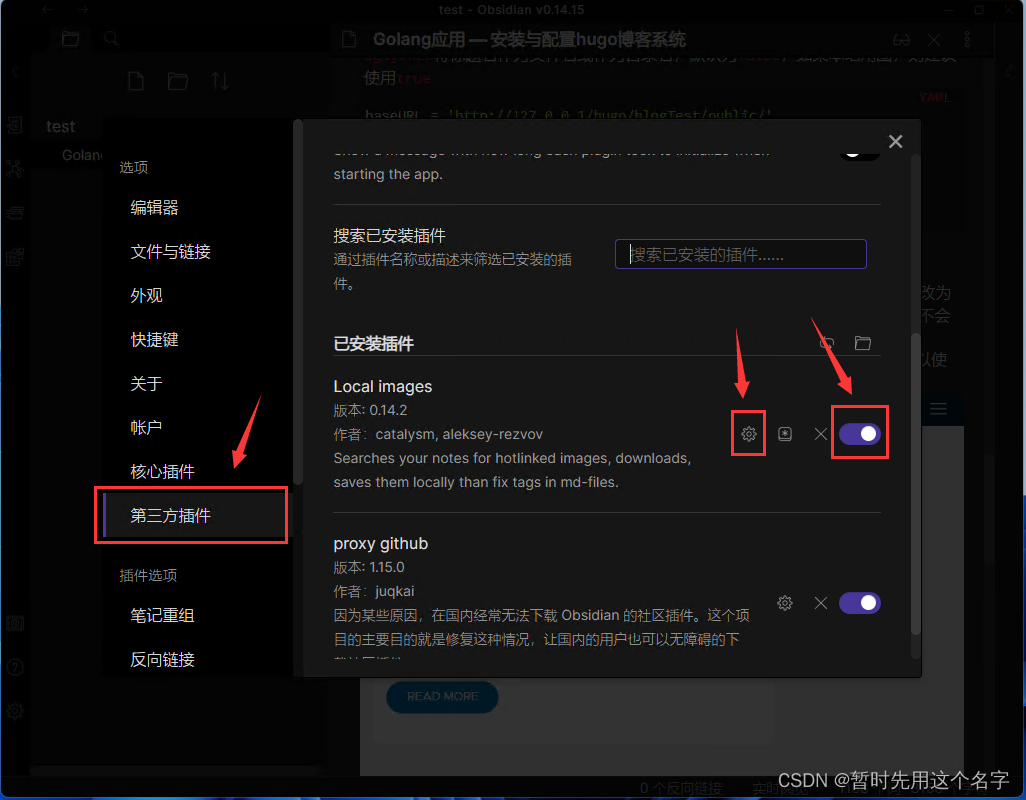 test - Obsidian v0.14.15
Golang应用 — 安装与配置hugo博客系统
使用true
YAML
baseURL = 'http://127.0.0.1/hugo/blogTest/public/'
test
Golang
选项
编辑器
文件与链接
外观
快捷键
关于
帐户
核心插件
第三方插件
插件选项
笔记重组
反向链接
Show a message with how long each plugin took to initialize when
starting the app.
搜索已安装插件
通过插件名称或描述来筛选已安装的插
件。
搜索已安装的插件......
已安装插件
Local images
版本: 0.14.2
作者：catalysm, aleksey-rezvov
Searches your notes for hotlinked images, downloads,
saves them locally than fix tags in md-files.
proxy github
版本: 1.15.0
作者：juqkai
因为某些原因，在国内经常无法下载 Obsidian 的社区插件。这个项
目的主要目的就是修复这种情况，让国内的用户也可以无障碍的下
改为
不会
以使
READ MORE
0 个反向链接
CSDN @暂时先用这个名字